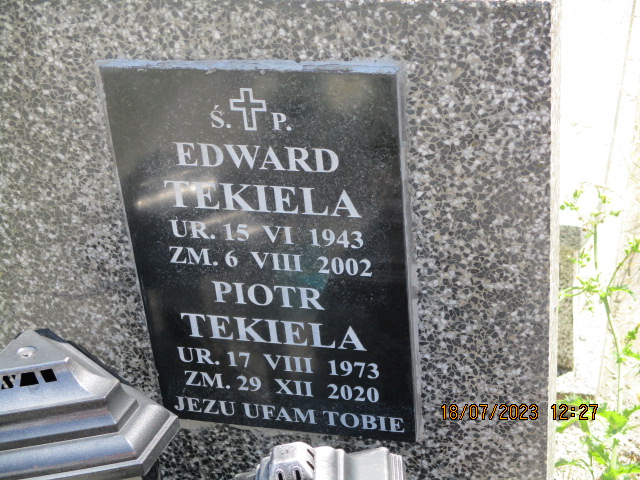 Ś. P.
EDWARD
TEKIELA
UR. 15 VI 1943
ZM. 6 VIII 2002
PIOTR
TEKIELA
UR. 17 VIII 1973
ZM. 29 XII 2020
JEZU UFAM TOBIE
18/07/2023 12:27